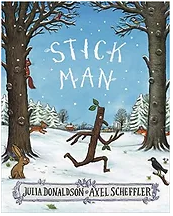 STICK
MAN
JULIA DONALDSON • AXEL SCHEFFLER